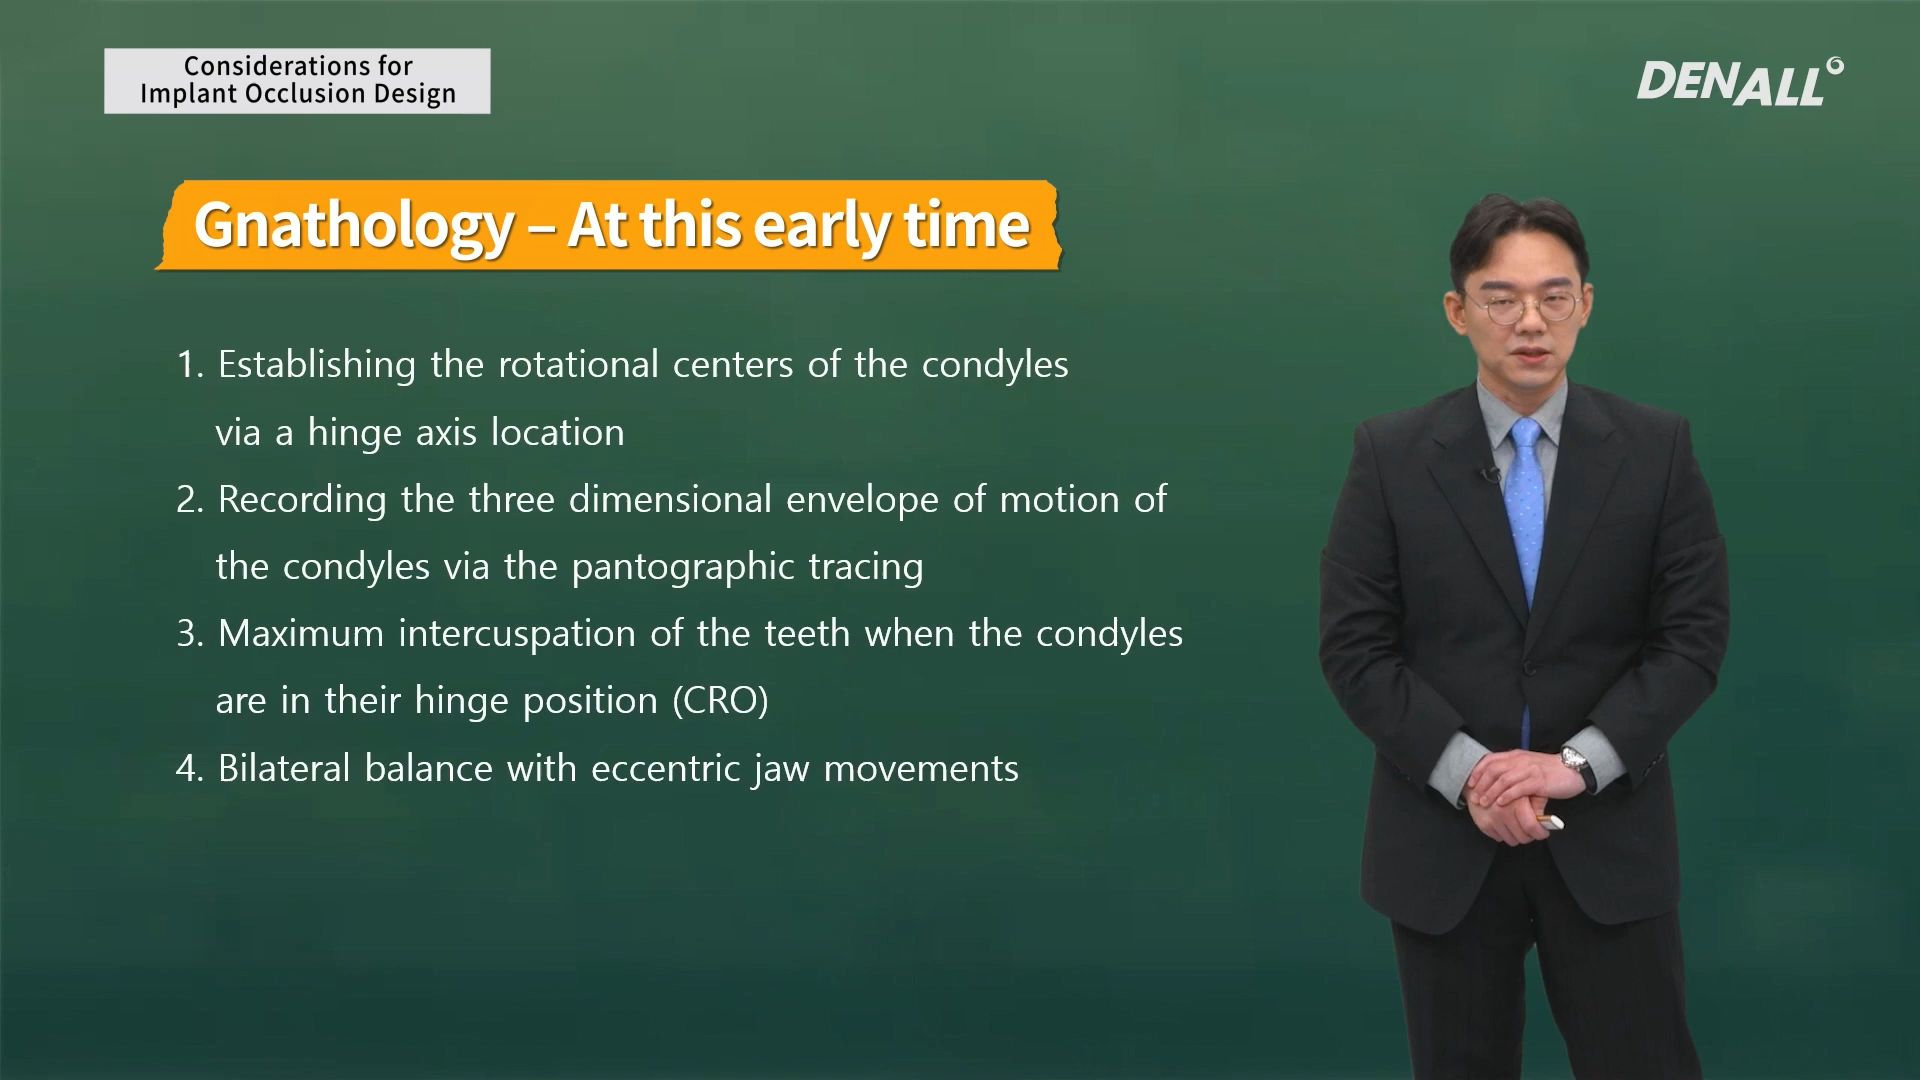 Considerations for
Implant Occlusion Design
DENALL
Gnathology – At this early time
1. Establishing the rotational centers of the condyles
via a hinge axis location
2. Recording the three dimensional envelope of motion of
the condyles via the pantographic tracing
3. Maximum intercuspation of the teeth when the condyles
are in their hinge position (CRO)
4. Bilateral balance with eccentric jaw movements